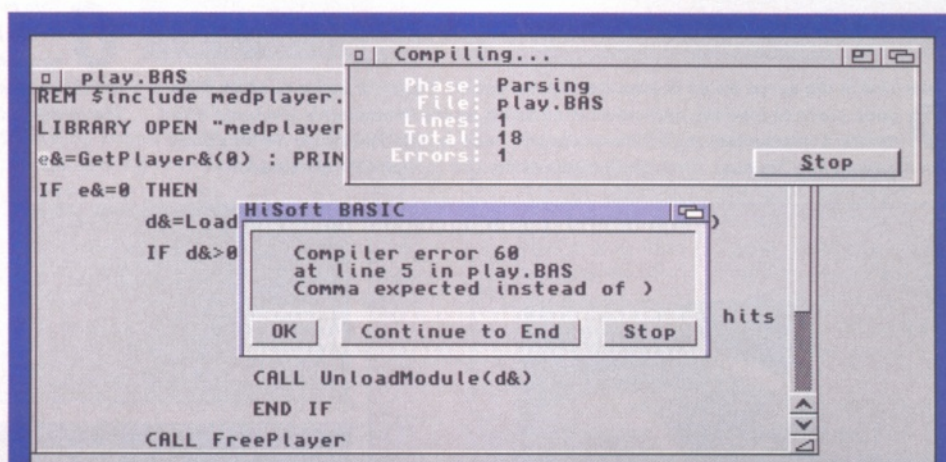 Compiling...
Phase: Parsing
File: play.BAS
Lines: 1
Total: 18
Errors: 1
Stop
play.BAS
REM $include medplayer.
LIBRARY OPEN "medplayer
e&=GetPlayer&(0) : PRIN
IF e&=0 THEN
d&=Load )
IF d&>0
hits
HiSoft BASIC
Compiler error 60
at line 5 in play.BAS
Comma expected instead of )
OK Continue to End Stop
CALL UnloadModule(d&)
END IF
CALL FreePlayer